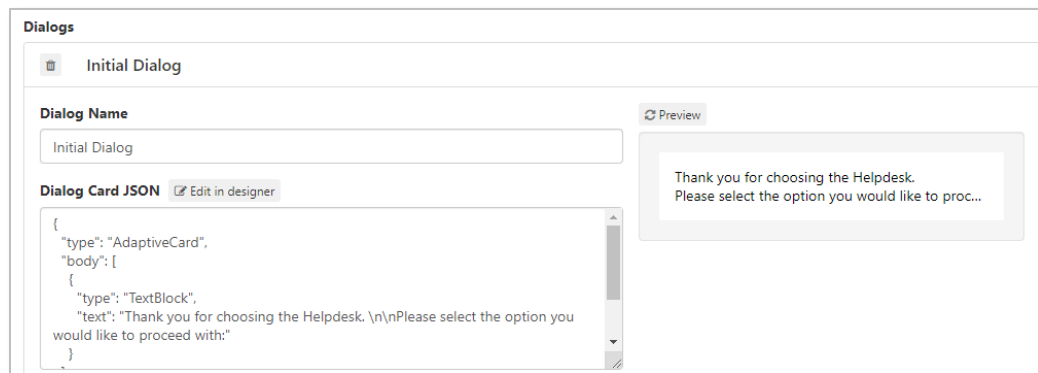 Dialogs
Initial Dialog
Dialog Name
Initial Dialog
Dialog Card JSON Edit in designer
{
"type": "AdaptiveCard",
"body": [
{
"type": "TextBlock",
"text": "Thank you for choosing the Helpdesk. \n\nPlease select the option you
would like to proceed with:"
}
Preview
Thank you for choosing the Helpdesk.
Please select the option you would like to proc...